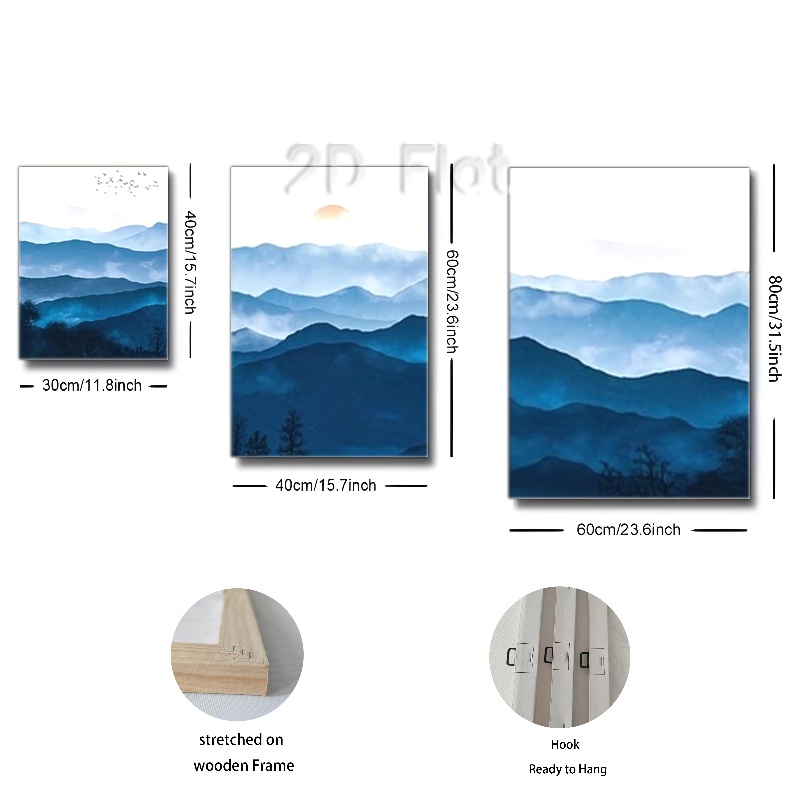 2D Flat
40cm/15.7inch
60cm/23.6inch
80cm/31.5inch
30cm/11.8inch
40cm/15.7inch
60cm/23.6inch
stretched on
wooden Frame
Hook
Ready to Hang